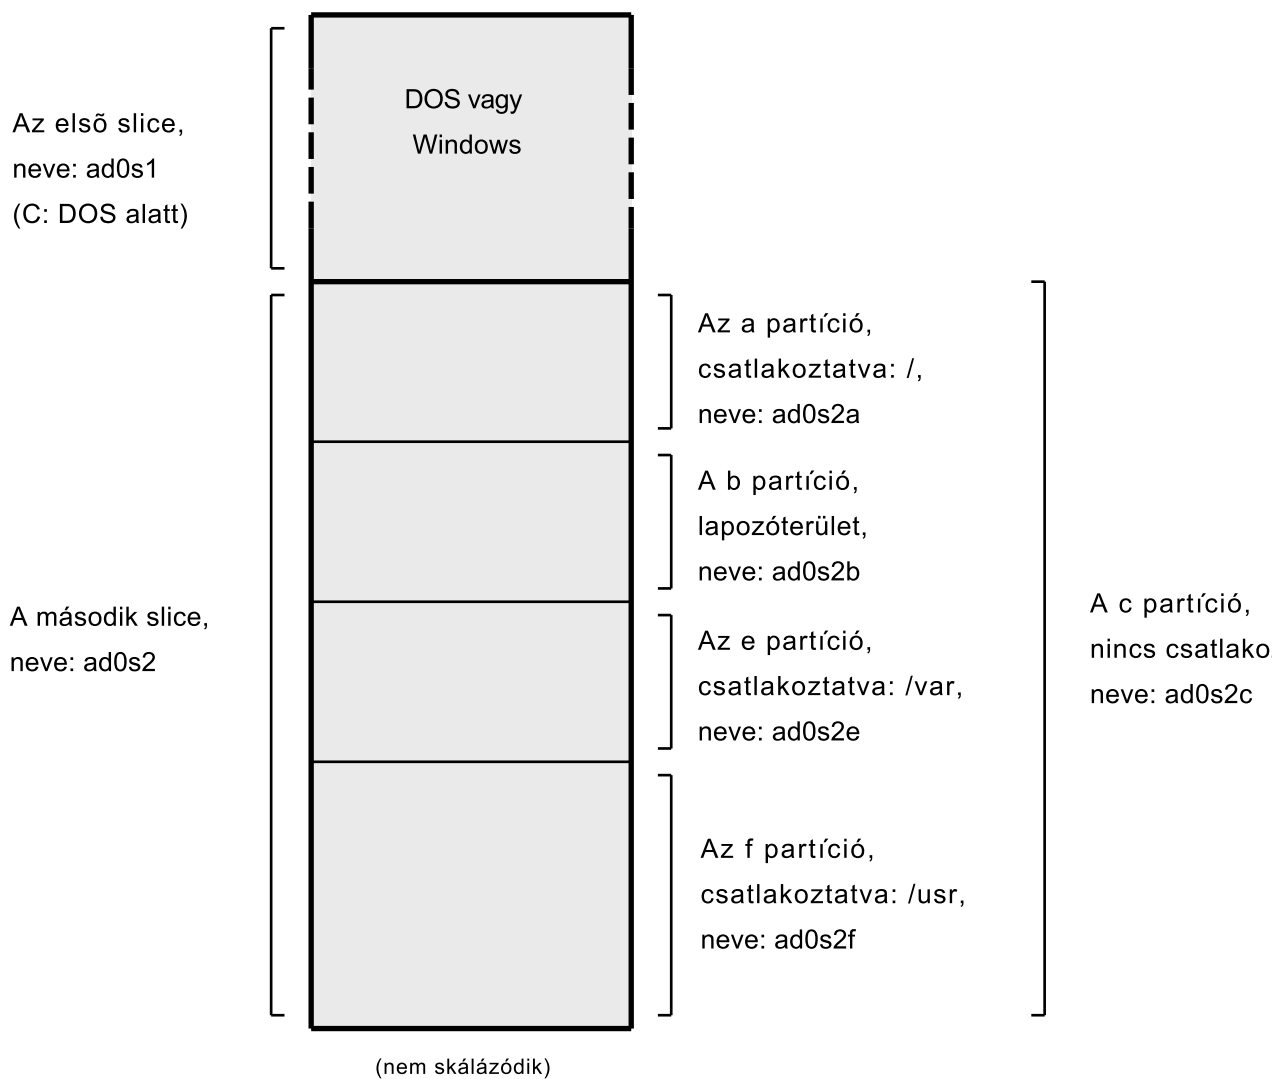 DOS vagy
Windows
Az elsõ slice,
neve: ad0s1
(C: DOS alatt)
Az a partíció,
csatlakoztatva: /,
neve: ad0s2a
A b partíció,
lapozóterület,
neve: ad0s2b
A második slice,
neve: ad0s2
Az e partíció,
csatlakoztatva: /var,
neve: ad0s2e
A c partíció,
nincs
neve: ad0s2c
Az f partíció,
csatlakoztatva: /usr,
neve: ad0s2f
(nem skálázódik)